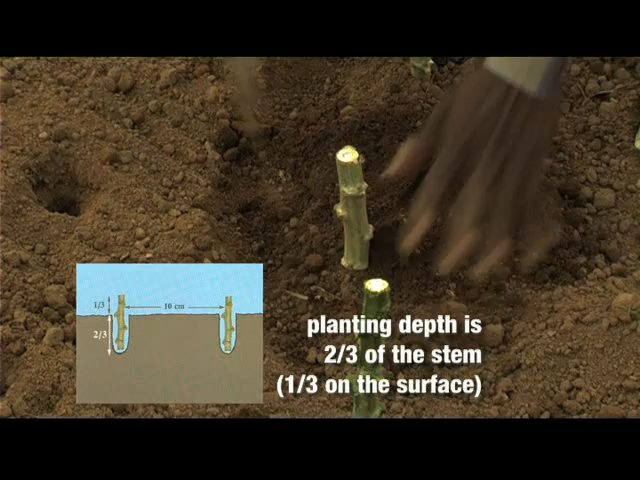 1/3
10 cm
2/3
planting depth is
2/3 of the stem
(1/3 on the surface)